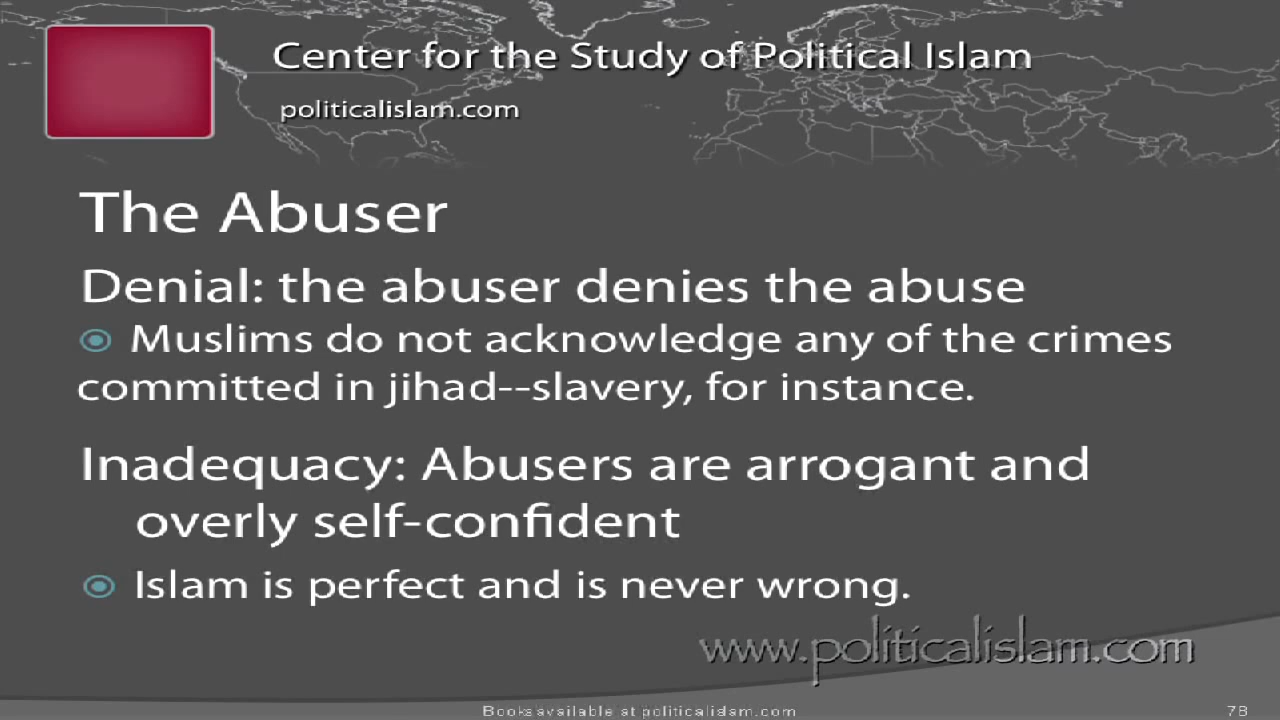 Center for the Study of Political Islam
politicalislam.com
The Abuser
Denial: the abuser denies the abuse
Muslims do not acknowledge any of the crimes
committed in jihad--slavery, for instance.
Inadequacy: Abusers are arrogant and
overly self-confident
Islam is perfect and is never wrong.
www.politicalislam.com
Books available at politicalislam.com
78